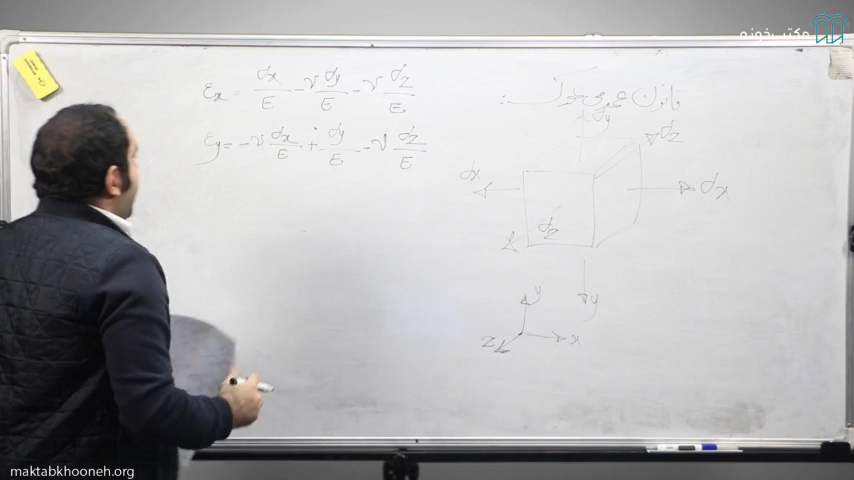 مکتب خونه
قانون عمومی هوک :
εx = σx/E - ν σy/E - ν σz/E
εy = -ν σx/E + σy/E - ν σz/E
σy
σz
σx
σx
σz
y
y
x
z
maktabkhooneh.org